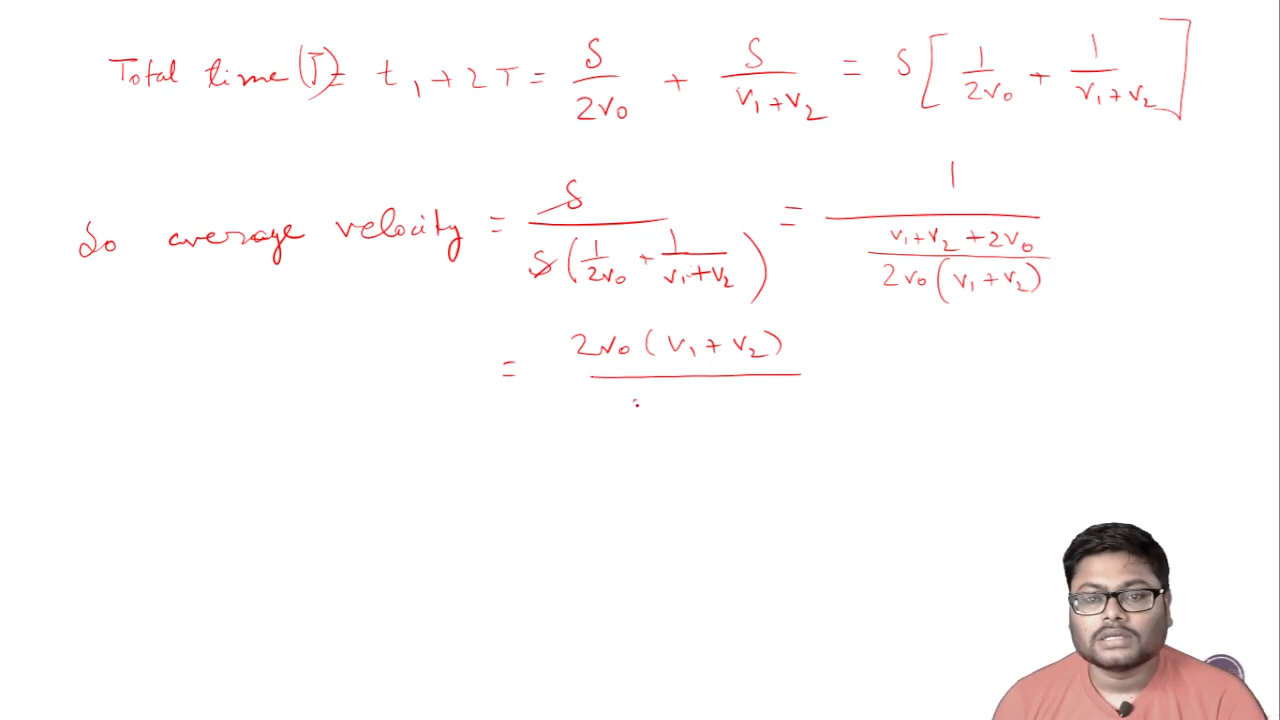 Total time (T) = t₁ + 2T = S/2v₀ + S/(v₁+v₂) = S[1/2v₀ + 1/(v₁+v₂)]
So average velocity = S/S(1/2v₀ + 1/(v₁+v₂)) = 1/((v₁+v₂+2v₀)/2v₀(v₁+v₂))
= 2v₀(v₁+v₂)/